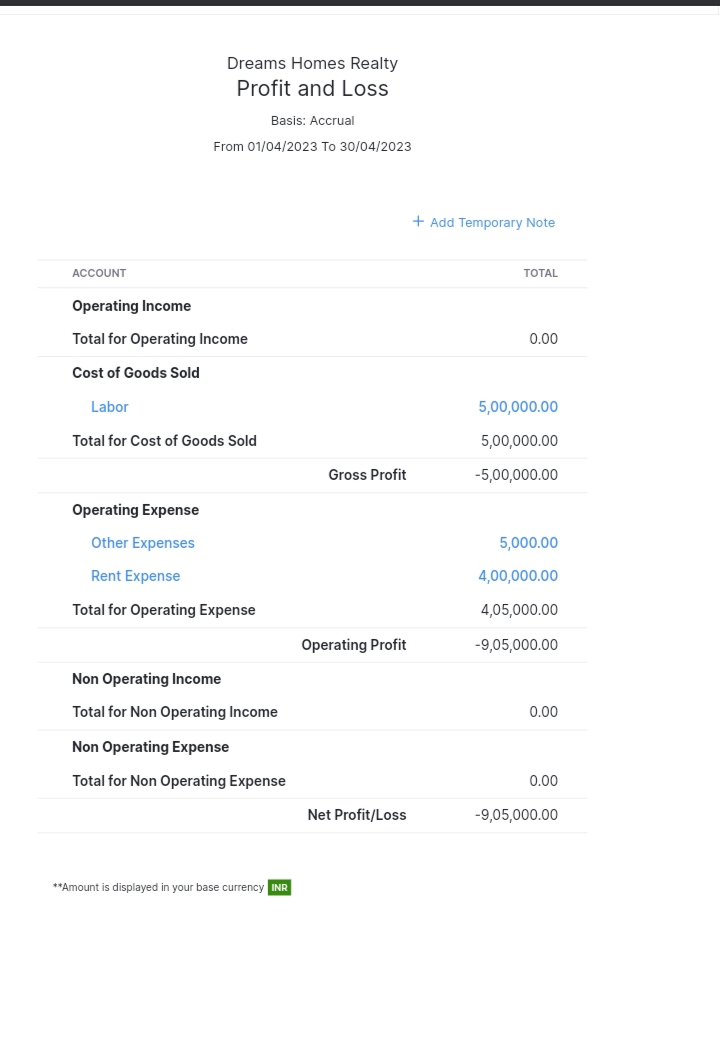 Dreams Homes Realty
Profit and Loss
Basis: Accrual
From 01/04/2023 To 30/04/2023
+ Add Temporary Note
ACCOUNT TOTAL
Operating Income
Total for Operating Income 0.00
Cost of Goods Sold
Labor 5,00,000.00
Total for Cost of Goods Sold 5,00,000.00
Gross Profit -5,00,000.00
Operating Expense
Other Expenses 5,000.00
Rent Expense 4,00,000.00
Total for Operating Expense 4,05,000.00
Operating Profit -9,05,000.00
Non Operating Income
Total for Non Operating Income 0.00
Non Operating Expense
Total for Non Operating Expense 0.00
Net Profit/Loss -9,05,000.00
**Amount is displayed in your base currency INR